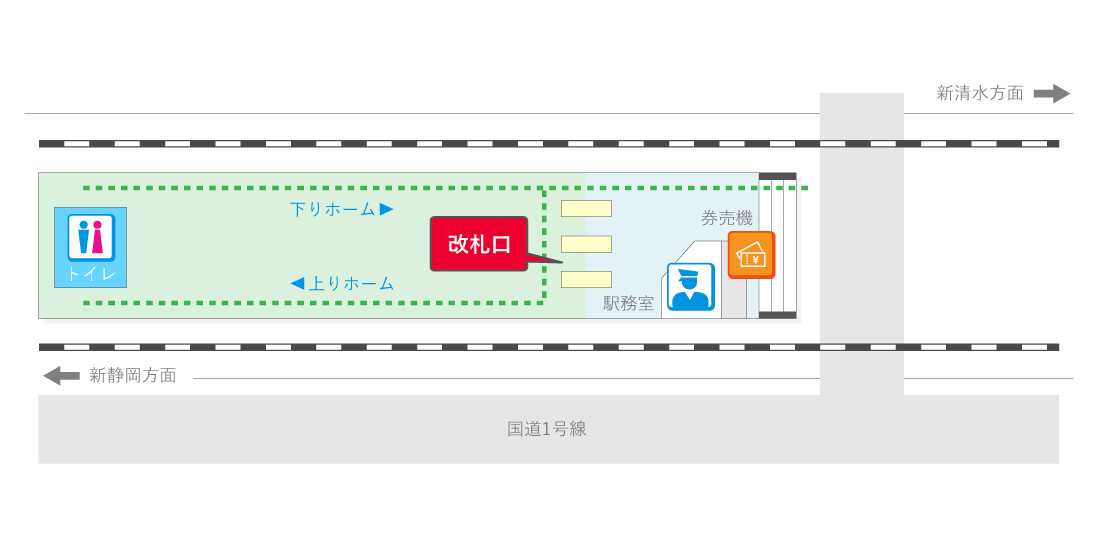 新清水方面
下りホーム
券売機
改札口
トイレ
上りホーム
駅務室
新静岡方面
国道1号線